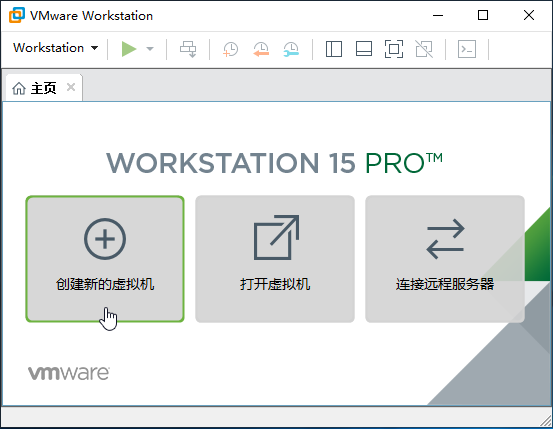 VMware Workstation
Workstation
主页
WORKSTATION 15 PRO™
创建新的虚拟机
打开虚拟机
连接远程服务器
vmware